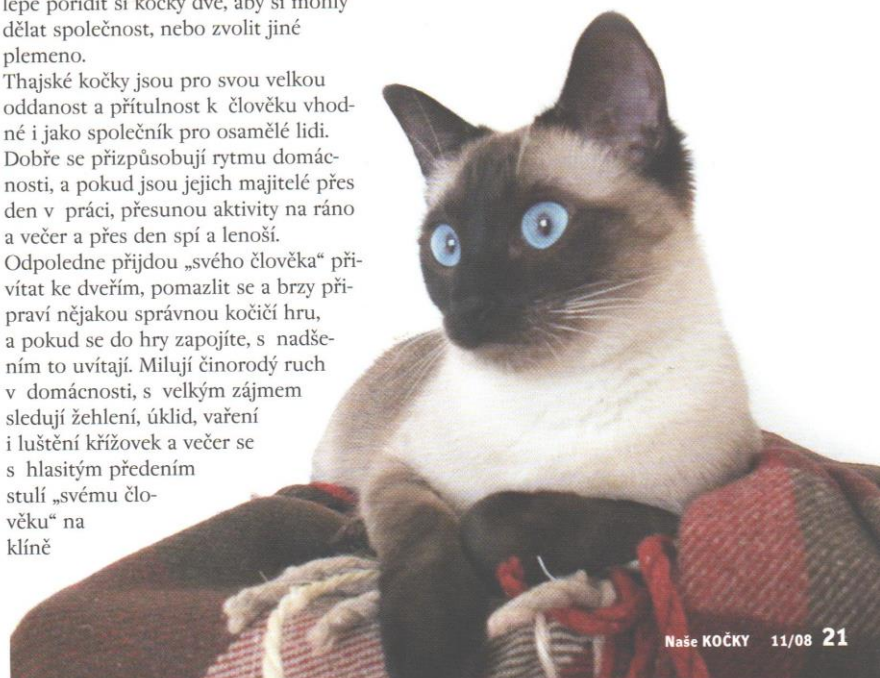 lépe pořídit si kočky dvě, aby si mohly
dělat společnost, nebo zvolit jiné
plemeno.
Thajské kočky jsou pro svou velkou
oddanost a přítulnost k člověku vhod-
né i jako společník pro osamělé lidi.
Dobře se přizpůsobují rytmu domác-
nosti, a pokud jsou jejich majitelé přes
den v práci, přesunou aktivity na ráno
a večer a přes den spí a lenoší.
Odpoledne přijdou „svého člověka“ při-
vítat ke dveřím, pomazlit se a brzy při-
praví nějakou správnou kočičí hru,
a pokud se do hry zapojíte, s nadše-
ním to uvítají. Milují činorodý ruch
v domácnosti, s velkým zájmem
sledují žehlení, úklid, vaření
i luštění křížovek a večer se
s hlasitým předením
stulí „svému člo-
věku“ na
klíně
Naše KOČKY 11/08 21